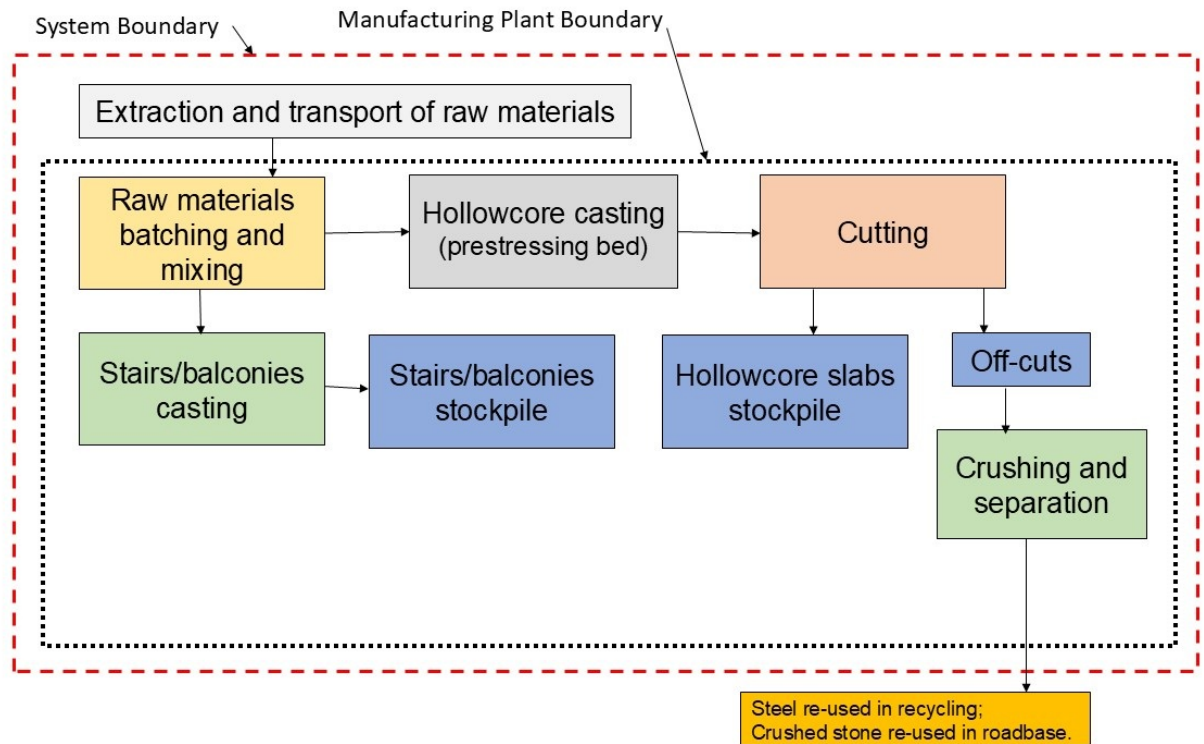 System Boundary
Manufacturing Plant Boundary
Extraction and transport of raw materials
Raw materials
batching and
mixing
Hollowcore casting
(prestressing bed)
Cutting
Stairs/balconies
casting
Stairs/balconies
stockpile
Hollowcore slabs
stockpile
Off-cuts
Crushing and
separation
Steel re-used in recycling;
Crushed stone re-used in roadbase.